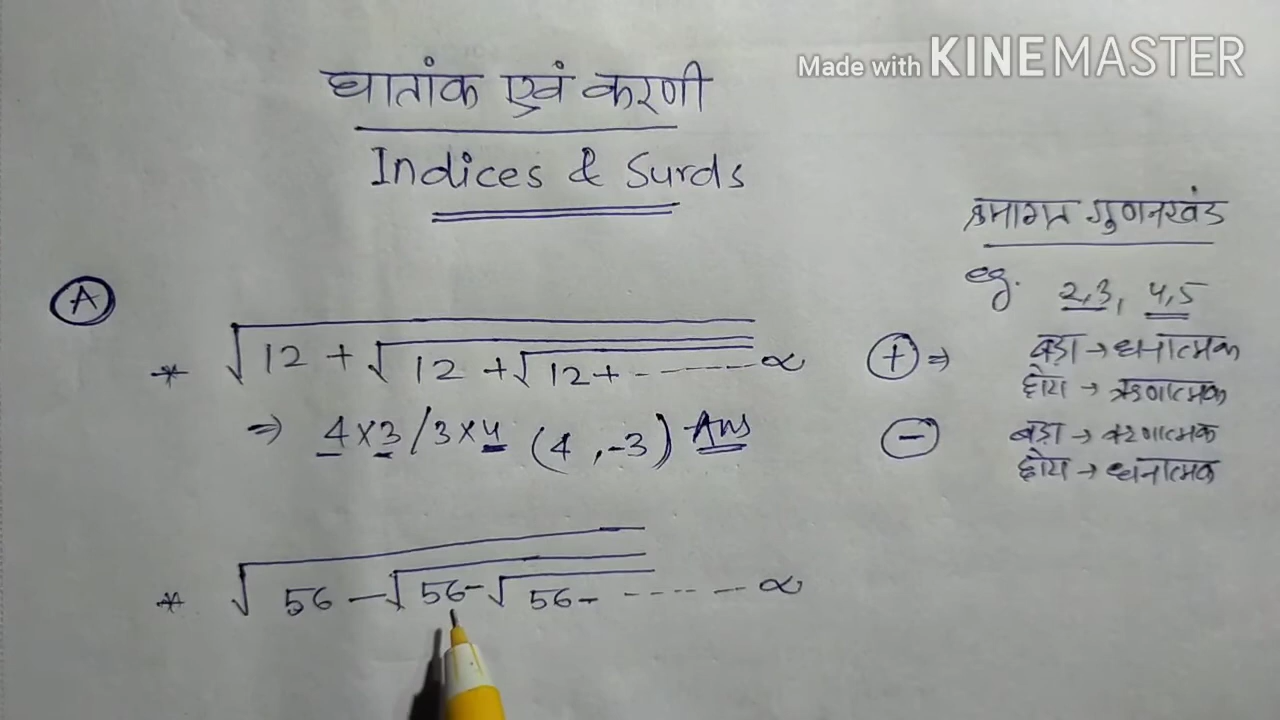 Made with KINEMASTER
घातांक एवं करणी
Indices & Surds
क्रमागत गुणनखंड
eg. 2,3, 4,5
(A)
* √12 + √12 + √12 + ------ ∝
⇒ 4×3/3×4 (4, -3) Ans
(+) ⇒ बड़ा → धनात्मक
छोटा → ऋणात्मक
(-) बड़ा → ऋणात्मक
छोटा → धनात्मक
* √56 - √56 - √56 - ------ ∝